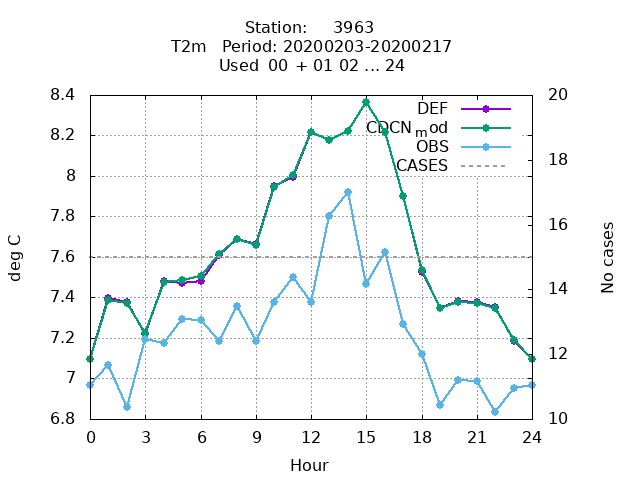 Station: 3963
T2m Period: 20200203-20200217
Used 00 + 01 02 ... 24
8.4
8.2
8
7.8
7.6
7.4
7.2
7
6.8
deg C
DEF
CDCN_mod
OBS
CASES
20
18
16
14
12
10
No cases
0 3 6 9 12 15 18 21 24
Hour